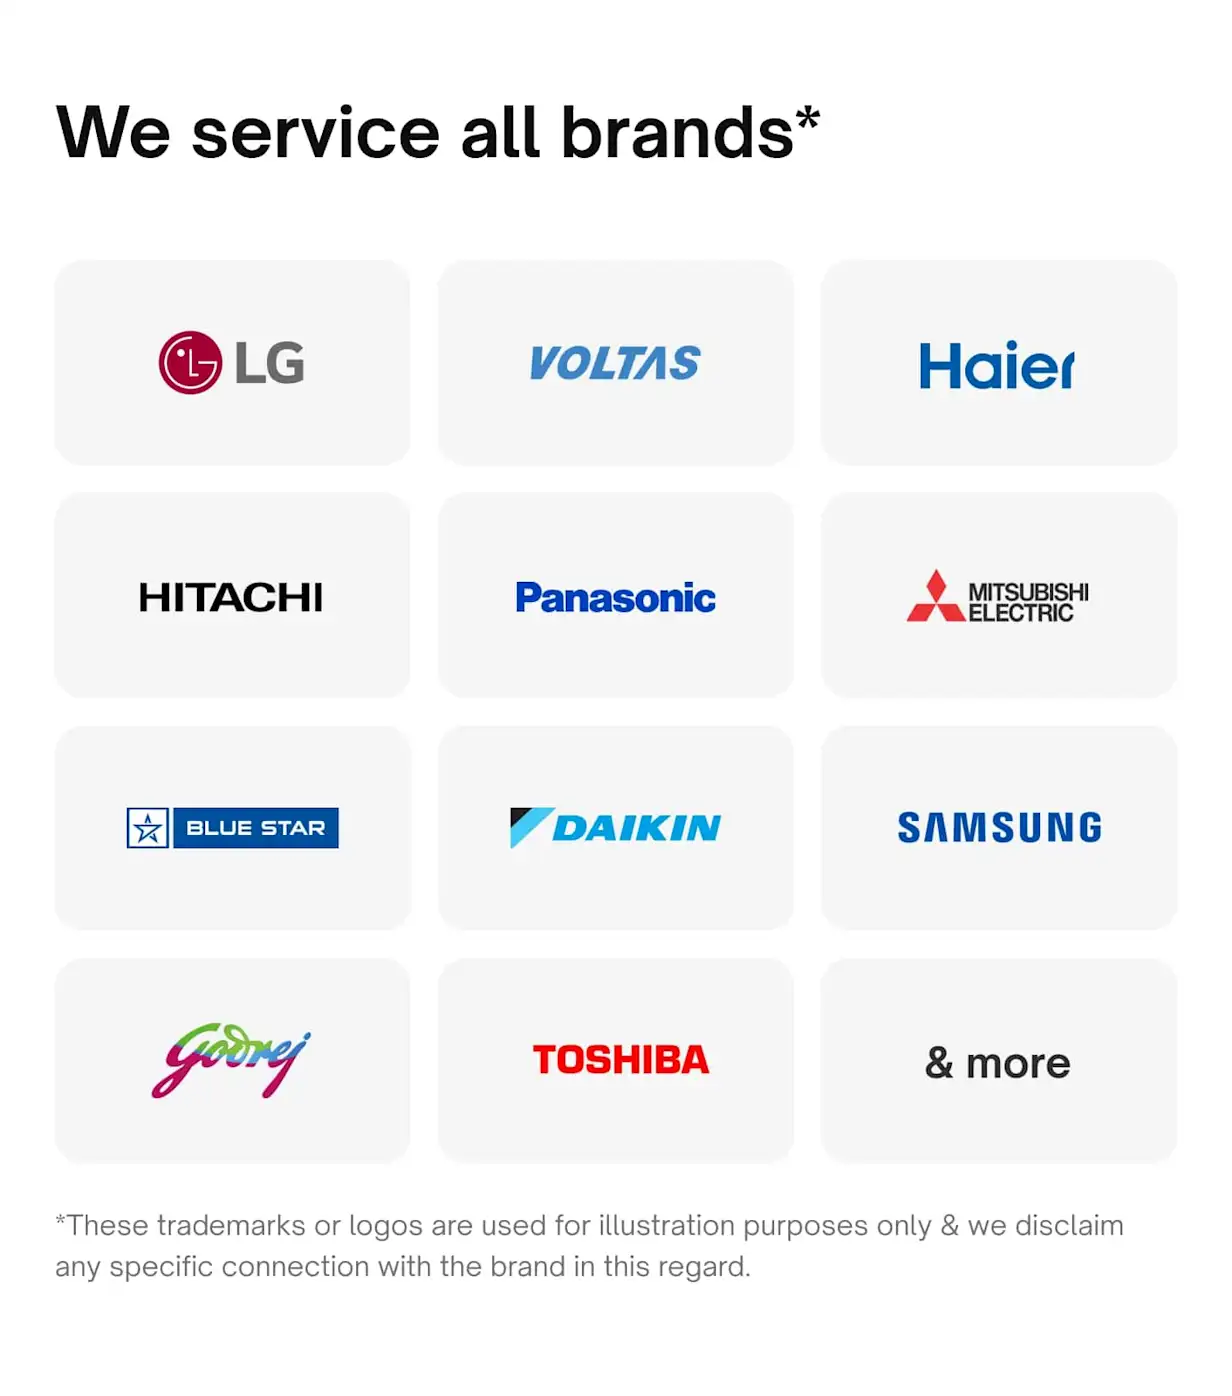 We service all brands*
LG
VOLTAS
Haier
HITACHI
Panasonic
MITSUBISHI
ELECTRIC
BLUE STAR
DAIKIN
SAMSUNG
Godrej
TOSHIBA
& more
*These trademarks or logos are used for illustration purposes only & we disclaim
any specific connection with the brand in this regard.